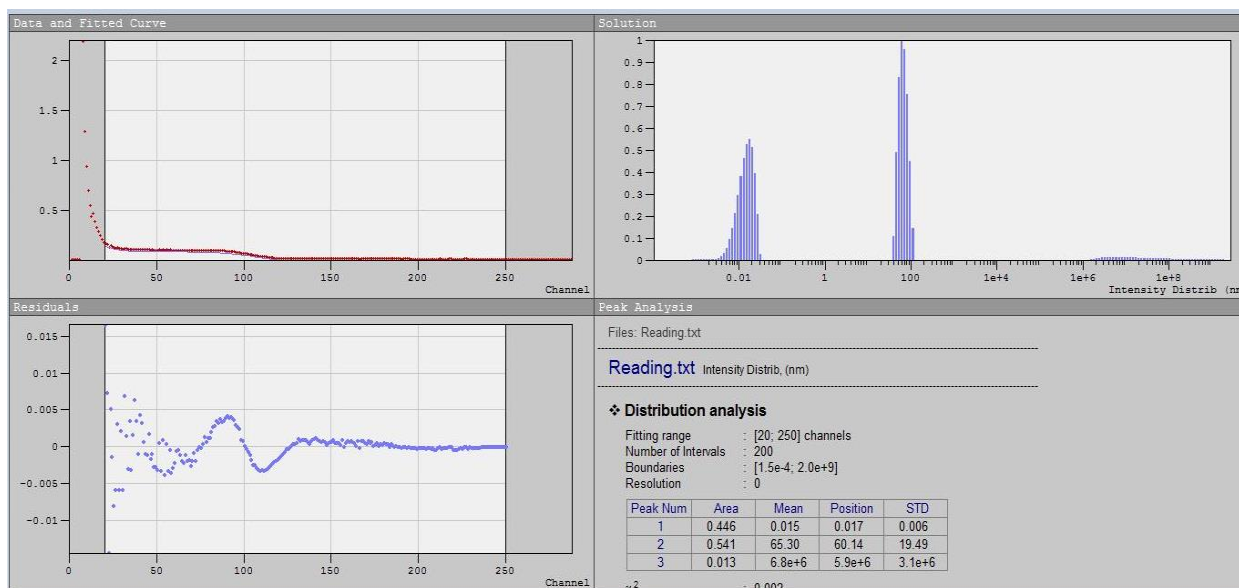 Data and Fitted Curve
2
1.5
1
0.5
0 50 100 150 200 250
Channel
Solution
1
0.9
0.8
0.7
0.6
0.5
0.4
0.3
0.2
0.1
0
0.01 1 100 1e+4 1e+6 1e+8
Intensity Distrib
Residuals
0.015
0.01
0.005
0
-0.005
-0.01
0 50 100 150 200 250
Channel
Peak Analysis
Files: Reading.txt
Reading.txt Intensity Distrib, (nm)
❖ Distribution analysis
Fitting range : [20; 250] channels
Number of Intervals : 200
Boundaries : [1.5e-4; 2.0e+9]
Resolution : 0
Peak Num Area Mean Position STD
1 0.446 0.015 0.017 0.006
2 0.541 65.30 60.14 19.49
3 0.013 6.8e+6 5.9e+6 3.1e+6